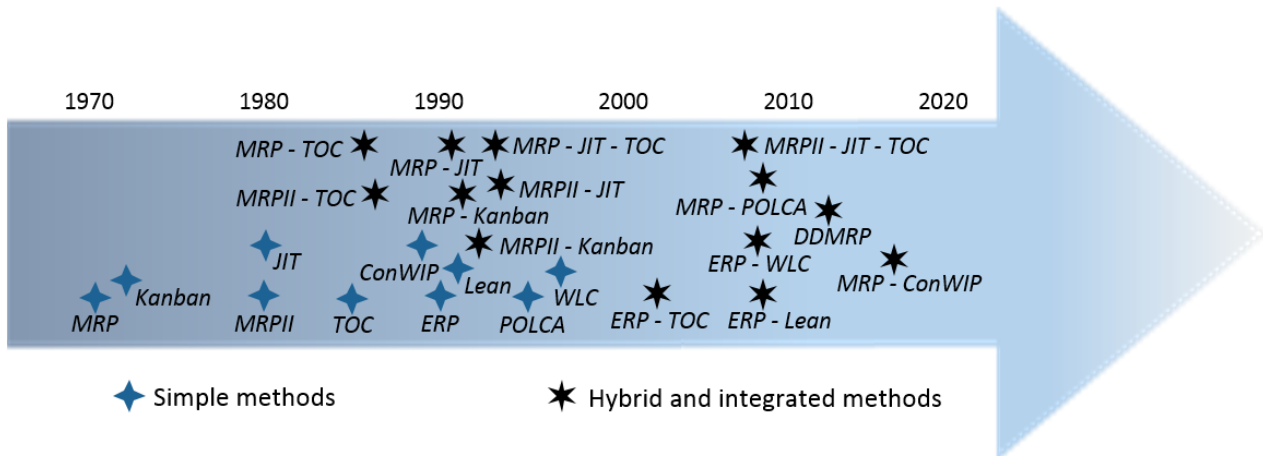 1970 1980 1990 2000 2010 2020
MRP - TOC
MRP - JIT
MRP - JIT - TOC
MRPII - JIT - TOC
MRPII - TOC
MRP - Kanban
MRPII - JIT
MRP - POLCA
DDMRP
JIT
ConWIP
MRPII - Kanban
ERP - WLC
MRP - ConWIP
Kanban
Lean
WLC
MRP
MRPII
TOC
ERP
POLCA
ERP - TOC
ERP - Lean
Simple methods
Hybrid and integrated methods